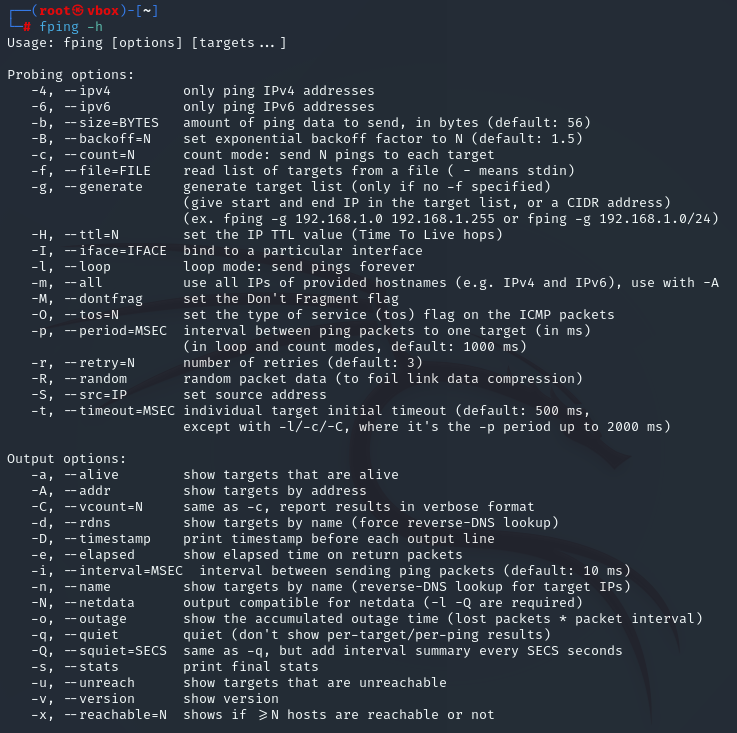 ┌──(root㉿vbox)-[~]
└─# fping -h
Usage: fping [options] [targets...]

Probing options:
   -4, --ipv4         only ping IPv4 addresses
   -6, --ipv6         only ping IPv6 addresses
   -b, --size=BYTES   amount of ping data to send, in bytes (default: 56)
   -B, --backoff=N    set exponential backoff factor to N (default: 1.5)
   -c, --count=N      count mode: send N pings to each target
   -f, --file=FILE    read list of targets from a file ( - means stdin)
   -g, --generate     generate target list (only if no -f specified)
                      (give start and end IP in the target list, or a CIDR address)
                      (ex. fping -g 192.168.1.0 192.168.1.255 or fping -g 192.168.1.0/24)
   -H, --ttl=N        set the IP TTL value (Time To Live hops)
   -I, --iface=IFACE  bind to a particular interface
   -l, --loop         loop mode: send pings forever
   -m, --all          use all IPs of provided hostnames (e.g. IPv4 and IPv6), use with -A
   -M, --dontfrag     set the Don't Fragment flag
   -O, --tos=N        set the type of service (tos) flag on the ICMP packets
   -p, --period=MSEC  interval between ping packets to one target (in ms)
                      (in loop and count modes, default: 1000 ms)
   -r, --retry=N      number of retries (default: 3)
   -R, --random       random packet data (to foil link data compression)
   -S, --src=IP       set source address
   -t, --timeout=MSEC individual target initial timeout (default: 500 ms,
                      except with -l/-c/-C, where it's the -p period up to 2000 ms)

Output options:
   -a, --alive        show targets that are alive
   -A, --addr         show targets by address
   -C, --vcount=N     same as -c, report results in verbose format
   -d, --rdns         show targets by name (force reverse-DNS lookup)
   -D, --timestamp    print timestamp before each output line
   -e, --elapsed      show elapsed time on return packets
   -i, --interval=MSEC  interval between sending ping packets (default: 10 ms)
   -n, --name         show targets by name (reverse-DNS lookup for target IPs)
   -N, --netdata      output compatible for netdata (-l -Q are required)
   -o, --outage       show the accumulated outage time (lost packets * packet interval)
   -q, --quiet        quiet (don't show per-target/per-ping results)
   -Q, --squiet=SECS  same as -q, but add interval summary every SECS seconds
   -s, --stats        print final stats
   -u, --unreach      show targets that are unreachable
   -v, --version      show version
   -x, --reachable=N  shows if >=N hosts are reachable or not